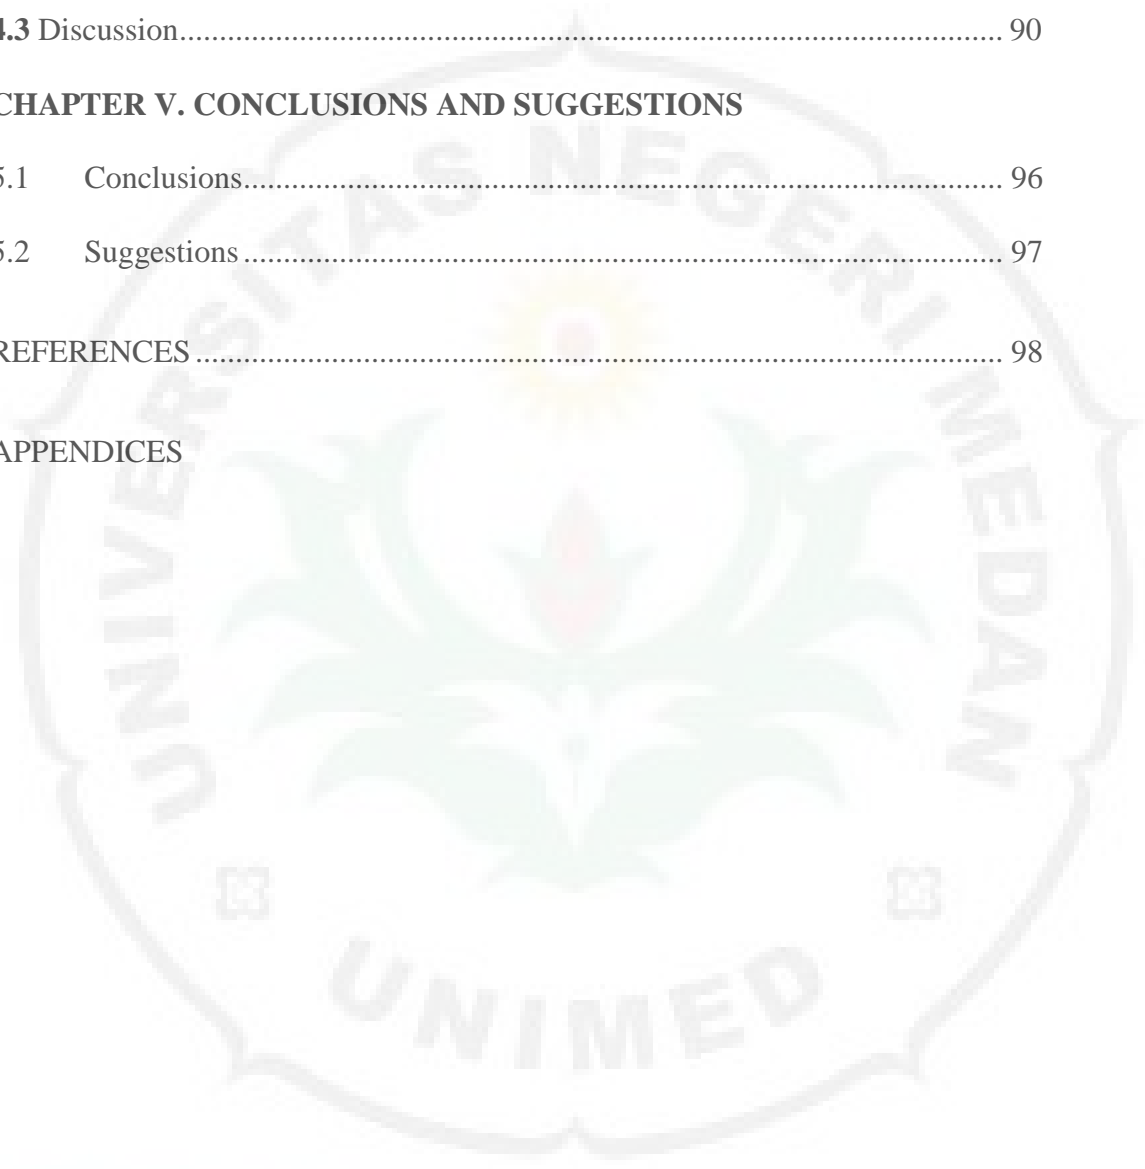 4.3 Discussion.......................................................................................................... 90
CHAPTER V. CONCLUSIONS AND SUGGESTIONS
5.1 Conclusions................................................................................................ 96
5.2 Suggestions ................................................................................................ 97
REFERENCES ...................................................................................................... 98
APPENDICES
UNIVERSITAS NEGERI MEDAN
UNIMED